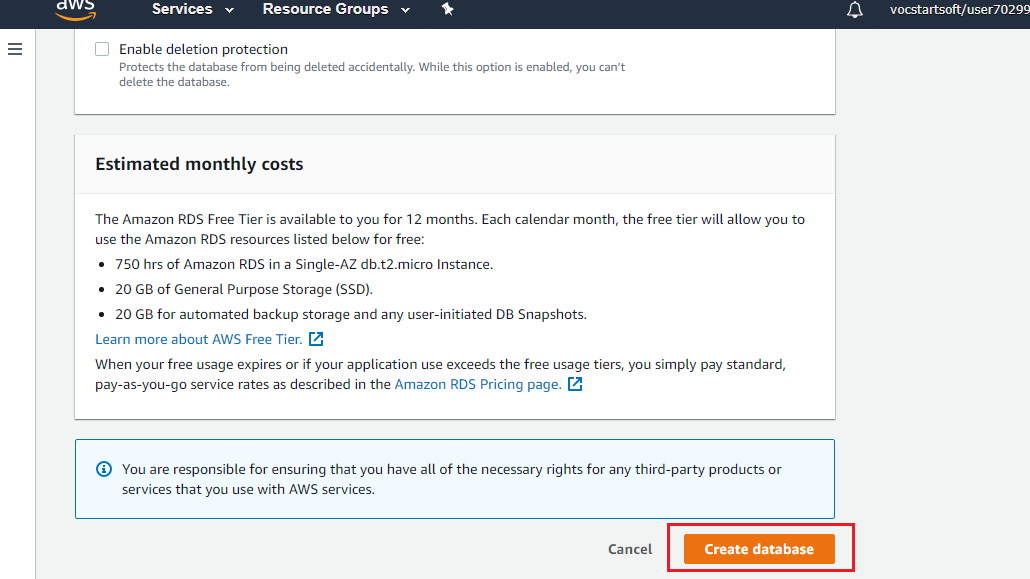 aws Services Resource Groups vocstartsoft/user70299
Enable deletion protection
Protects the database from being deleted accidentally. While this option is enabled, you can't
delete the database.
Estimated monthly costs
The Amazon RDS Free Tier is available to you for 12 months. Each calendar month, the free tier will allow you to
use the Amazon RDS resources listed below for free:
• 750 hrs of Amazon RDS in a Single-AZ db.t2.micro Instance.
• 20 GB of General Purpose Storage (SSD).
• 20 GB for automated backup storage and any user-initiated DB Snapshots.
Learn more about AWS Free Tier.
When your free usage expires or if your application use exceeds the free usage tiers, you simply pay standard,
pay-as-you-go service rates as described in the Amazon RDS Pricing page.
You are responsible for ensuring that you have all of the necessary rights for any third-party products or
services that you use with AWS services.
Cancel Create database